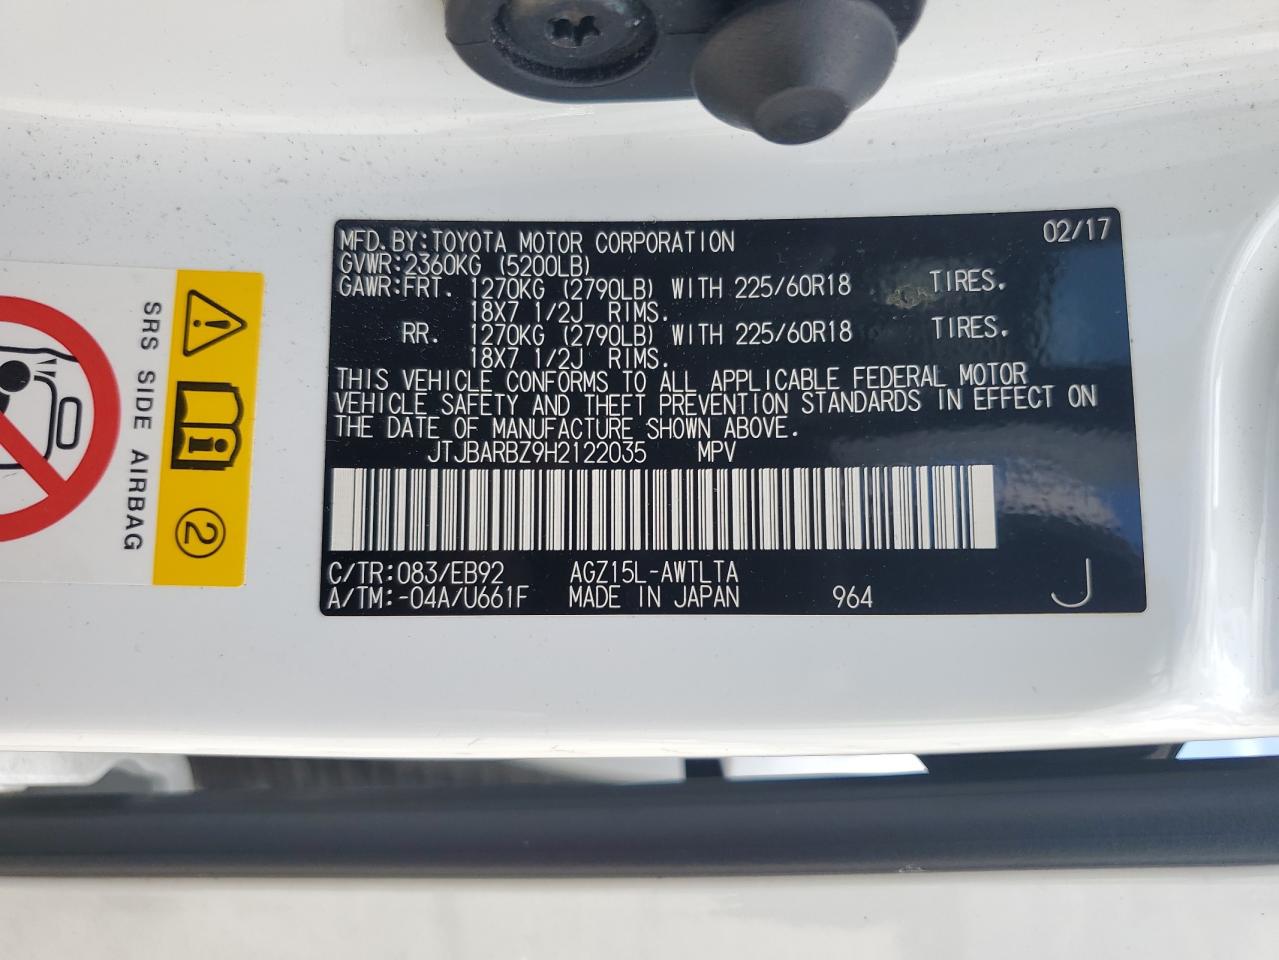 MFD. BY:TOYOTA MOTOR CORPORATION 02/17
GVWR:2360KG (5200LB)
GAWR:FRT. 1270KG (2790LB) WITH 225/60R18 TIRES.
18X7 1/2J RIMS.
RR. 1270KG (2790LB) WITH 225/60R18 TIRES.
18X7 1/2J RIMS.
THIS VEHICLE CONFORMS TO ALL APPLICABLE FEDERAL MOTOR
VEHICLE SAFETY AND THEFT PREVENTION STANDARDS IN EFFECT ON
THE DATE OF MANUFACTURE SHOWN ABOVE.
JTJBARBZ9H2122035 MPV
C/TR:083/EB92 AGZ15L-AWTLTA
A/TM:-04A/U661F MADE IN JAPAN 964 J
SRS SIDE AIRBAG
2